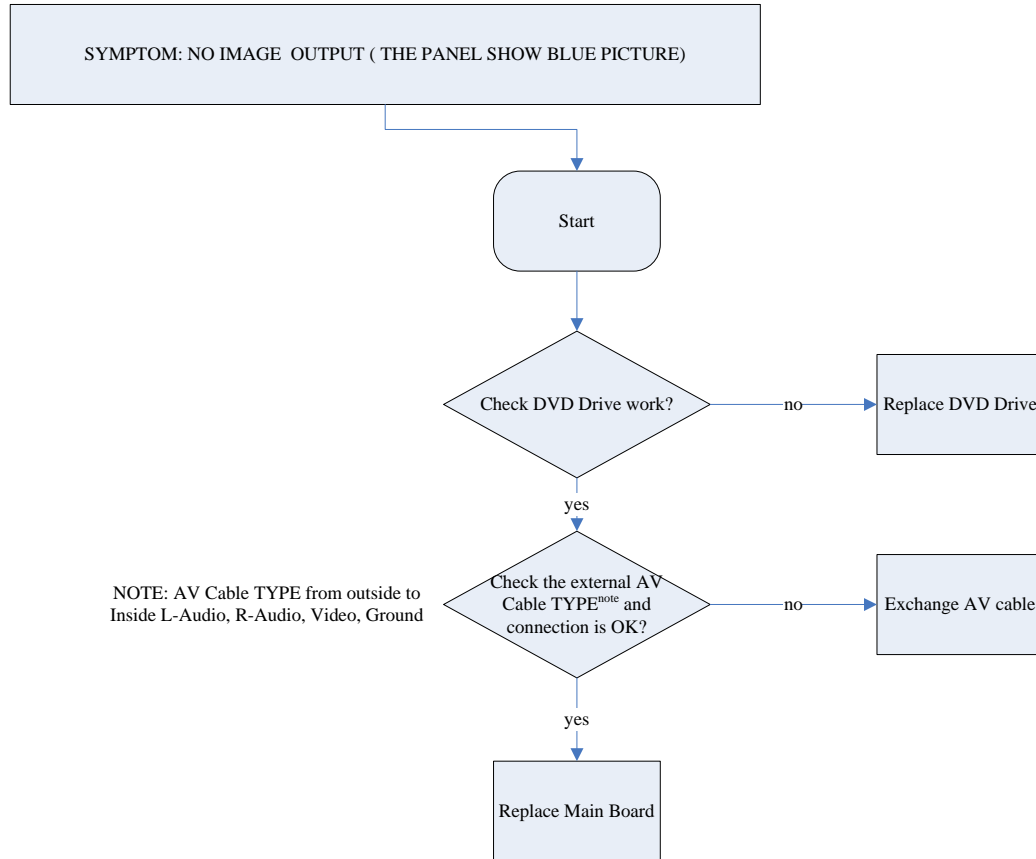 SYMPTOM: NO IMAGE  OUTPUT ( THE PANEL SHOW BLUE PICTURE)
Start
Check DVD Drive work?
no
Replace DVD Drive
yes
NOTE: AV Cable TYPE from outside to
Inside L-Audio, R-Audio, Video, Ground
Check the external AV
Cable TYPEnote and
connection is OK?
no
Exchange AV cable
yes
Replace Main Board